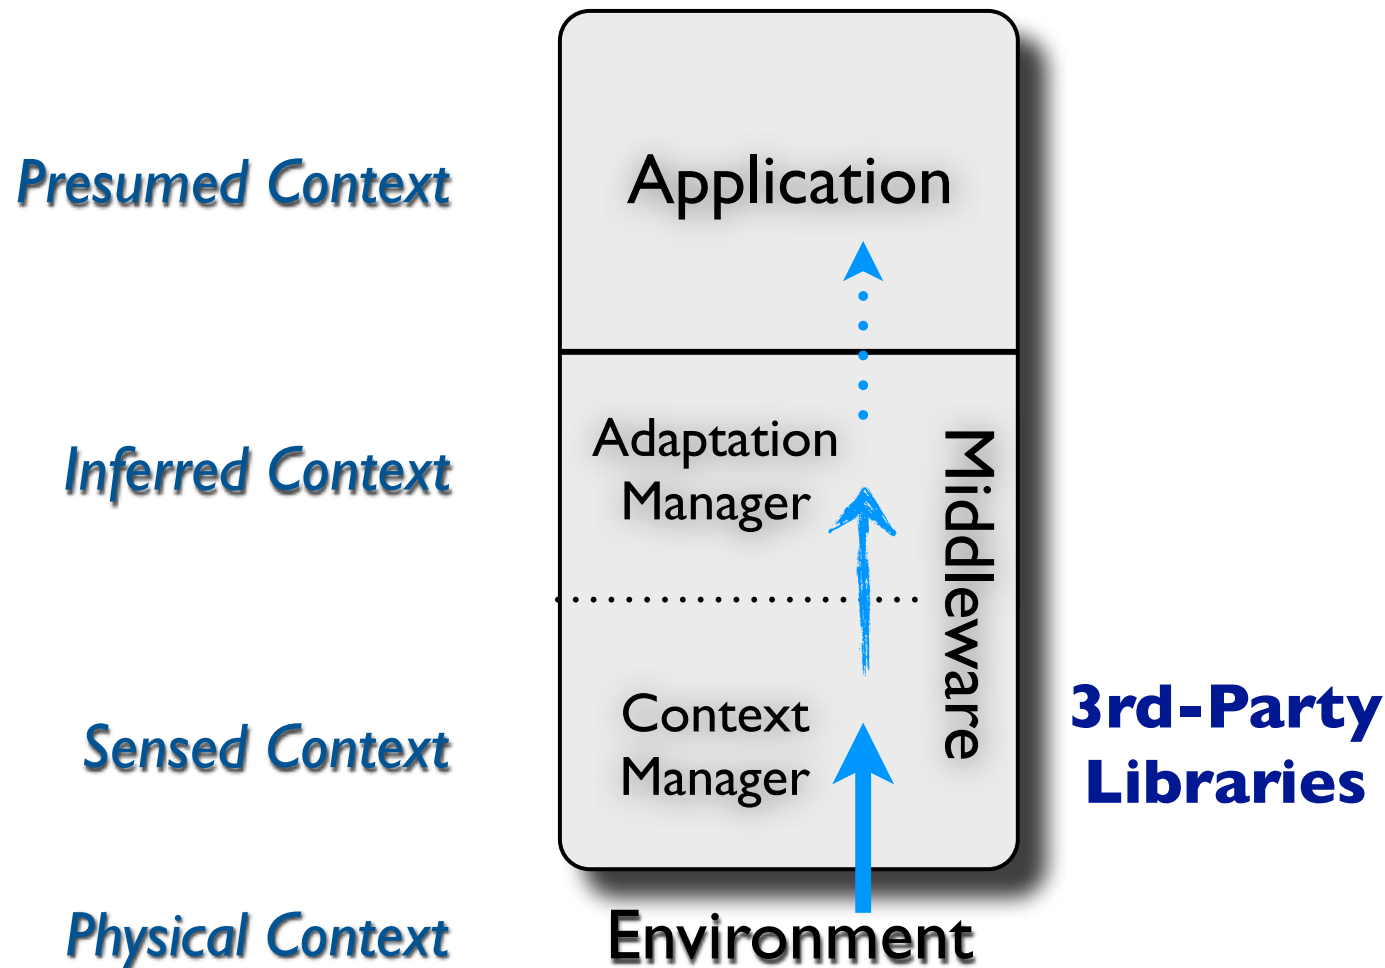 Presumed Context
Application
Inferred Context
Adaptation
Manager
Middleware
Sensed Context
Context
Manager
3rd-Party
Libraries
Physical Context
Environment